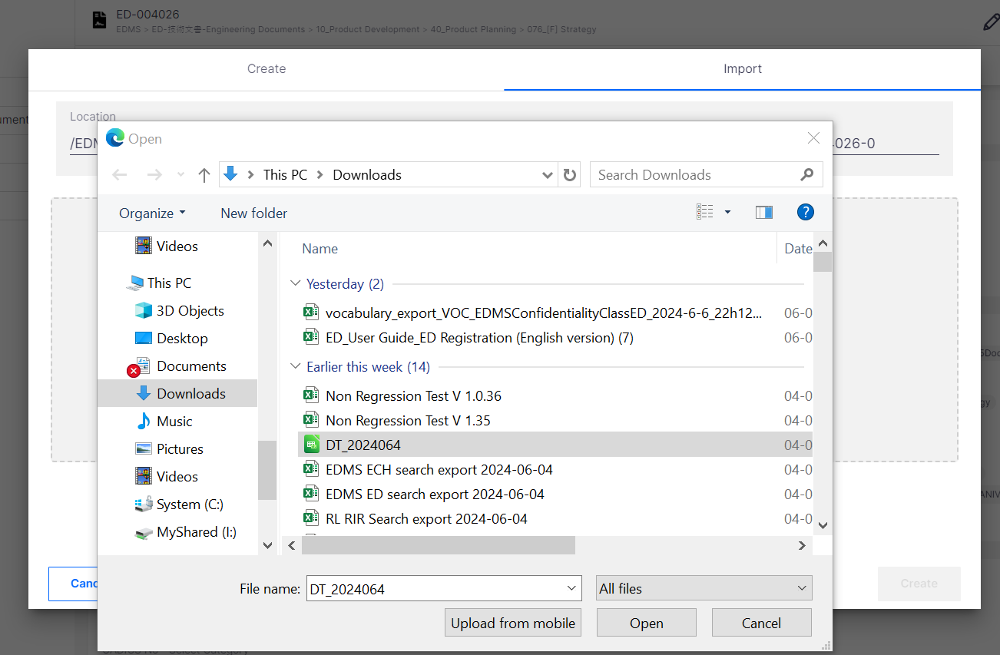 ED-004026
EDMS > ED-技術文書-Engineering Documents > 10_Product Development > 40_Product Planning > 076_[F] Strategy
Create
Import
Location
/EDM
4026-0
Open
This PC > Downloads
Search Downloads
Organize
New folder
?
Videos
This PC
3D Objects
Desktop
Documents
Downloads
Music
Pictures
Videos
System (C:)
MyShared (I:)
Name
Date
Yesterday (2)
vocabulary_export_VOC_EDMSConfidentialityClassED_2024-6-6_22h12... 06-0
ED_User Guide_ED Registration (English version) (7) 06-0
Earlier this week (14)
Non Regression Test V 1.0.36 04-0
Non Regression Test V 1.35 04-0
DT_2024064 04-0
EDMS ECH search export 2024-06-04 04-0
EDMS ED search export 2024-06-04 04-0
RL RIR Search export 2024-06-04 04-0
File name: DT_2024064
All files
Upload from mobile
Open
Cancel
Canc
Create
ument
5Doc
gy
ANIV